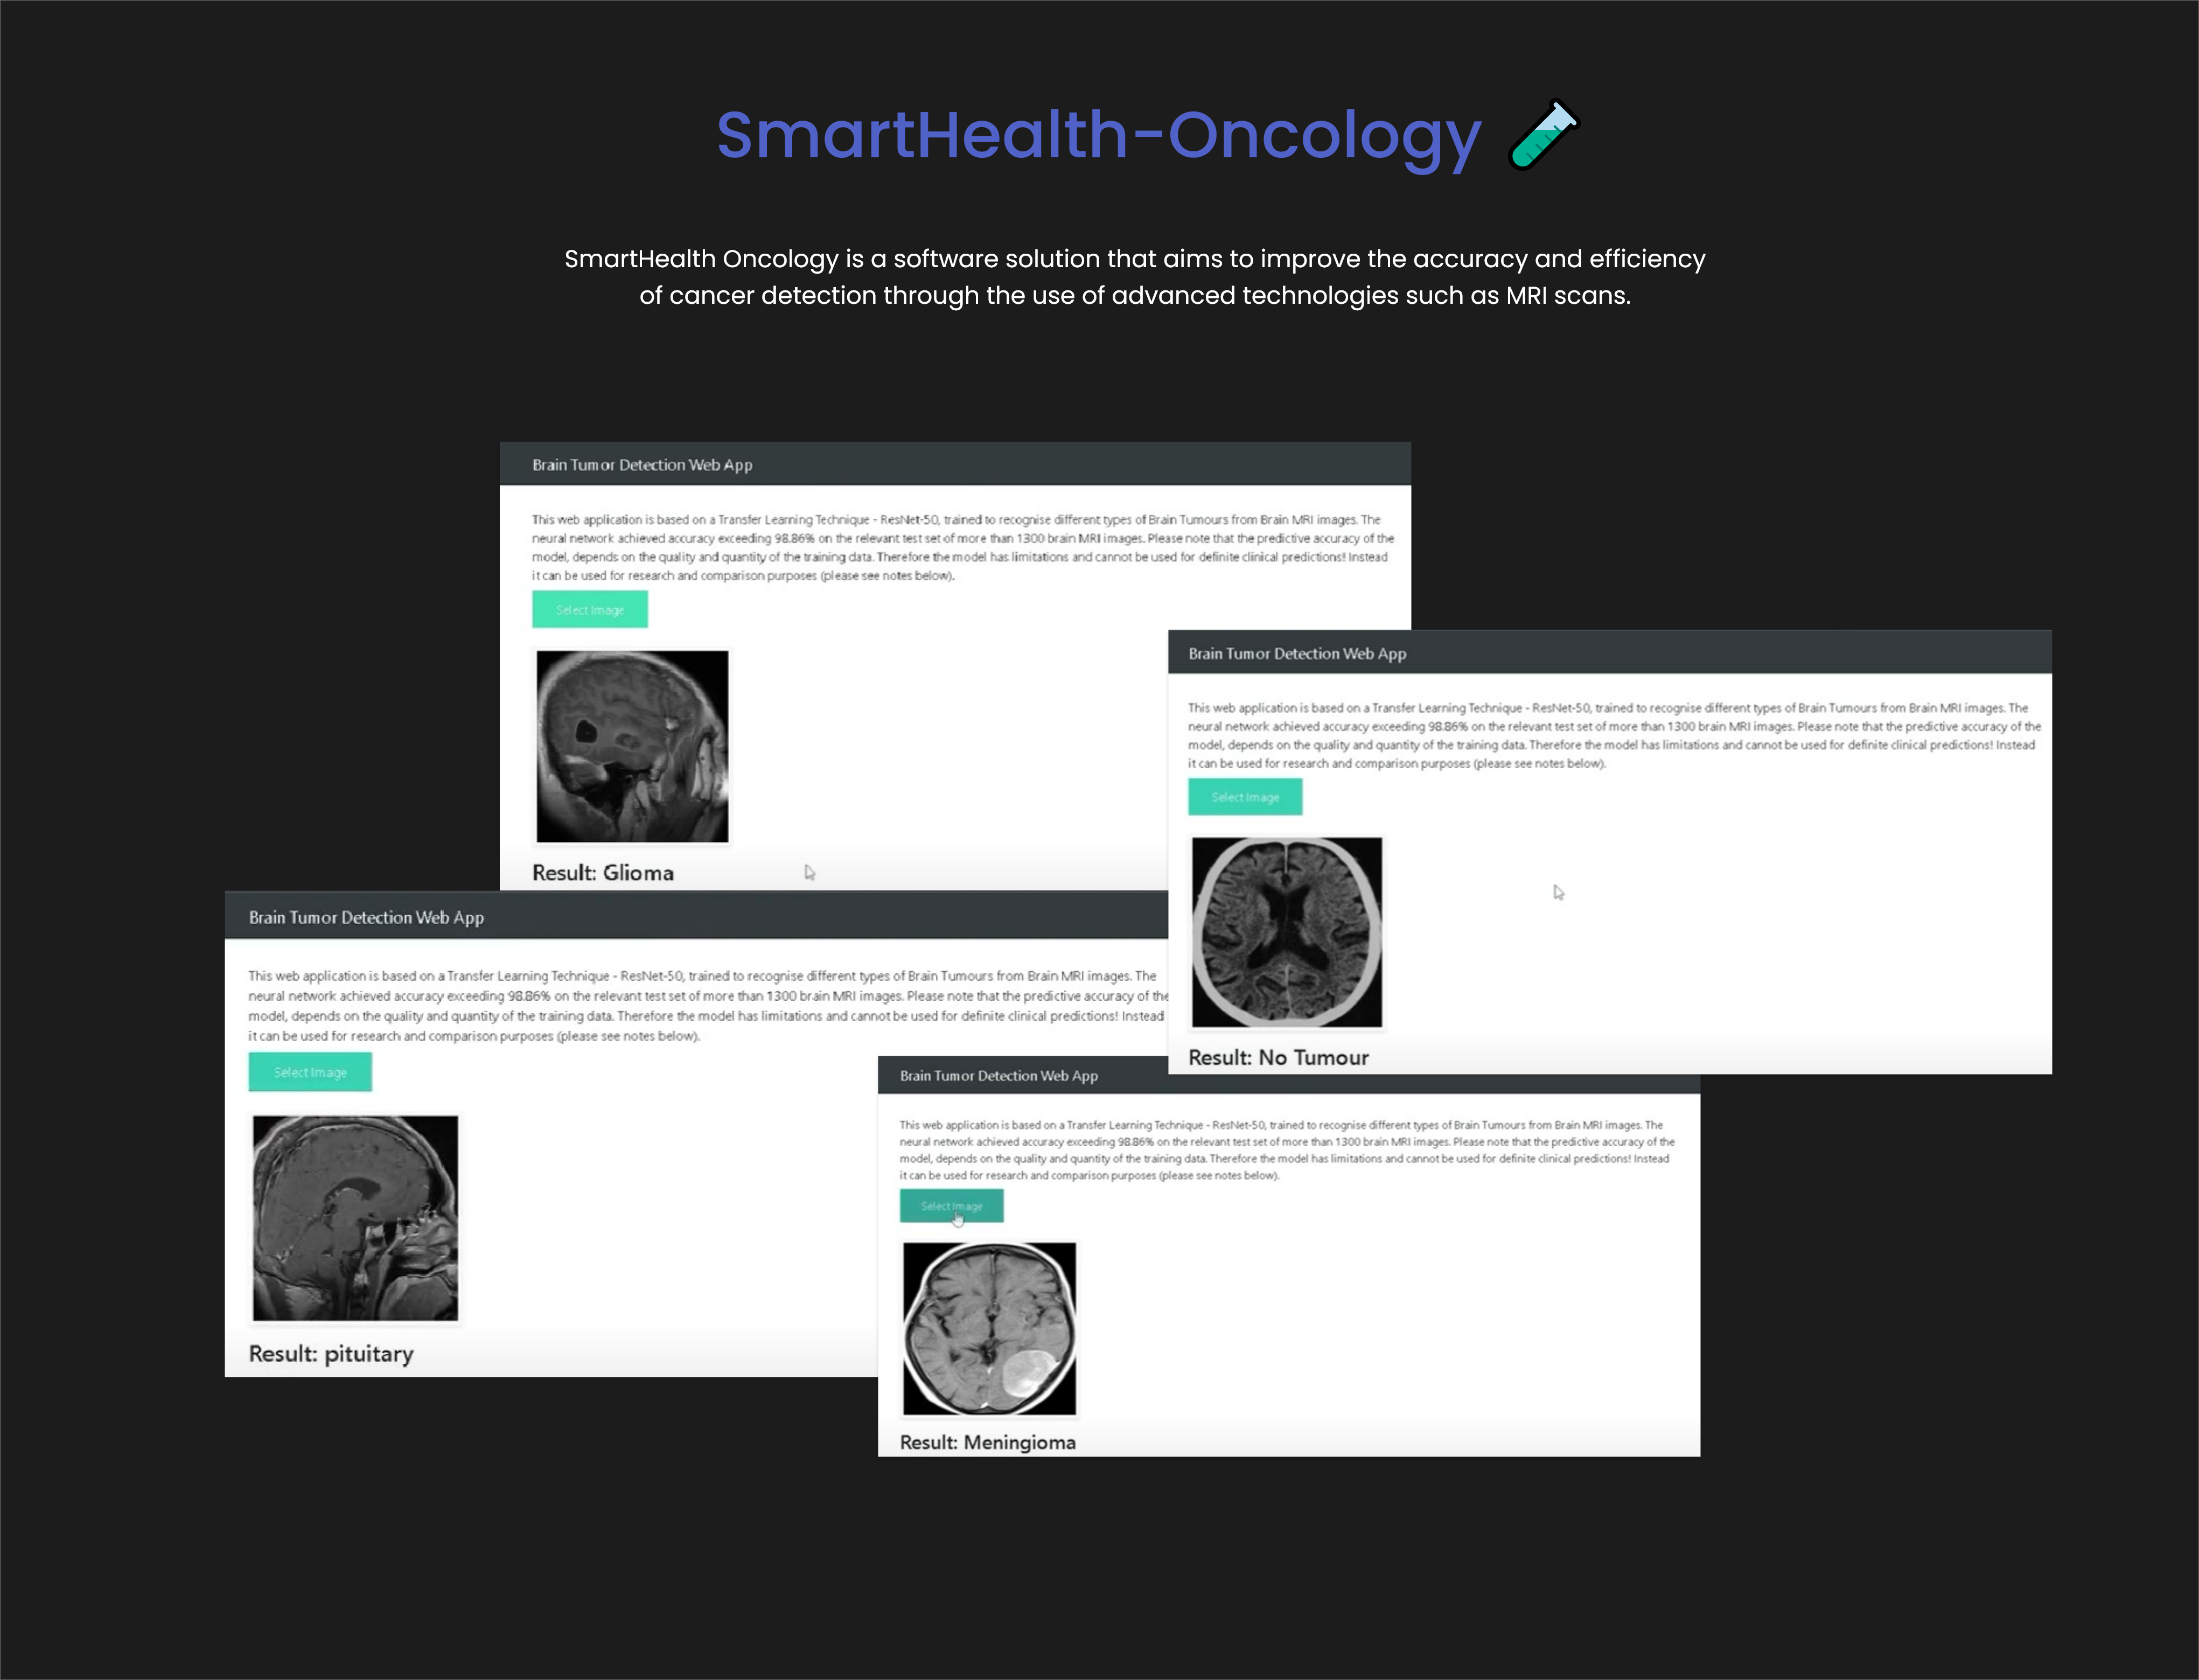 SmartHealth-Oncology
SmartHealth Oncology is a software solution that aims to improve the accuracy and efficiency
of cancer detection through the use of advanced technologies such as MRI scans.
Brain Tumor Detection Web App
This web application is based on a Transfer Learning Technique - ResNet-50, trained to recognise different types of Brain Tumours from Brain MRI images. The
neural network achieved accuracy exceeding 98.86% on the relevant test set of more than 1300 brain MRI images. Please note that the predictive accuracy of the
model, depends on the quality and quantity of the training data. Therefore the model has limitations and cannot be used for definite clinical predictions! Instead
it can be used for research and comparison purposes (please see notes below).
Select Image
Result: Glioma
Brain Tumor Detection Web App
This web application is based on a Transfer Learning Technique - ResNet-50, trained to recognise different types of Brain Tumours from Brain MRI images. The
neural network achieved accuracy exceeding 98.86% on the relevant test set of more than 1300 brain MRI images. Please note that the predictive accuracy of the
model, depends on the quality and quantity of the training data. Therefore the model has limitations and cannot be used for definite clinical predictions! Instead
it can be used for research and comparison purposes (please see notes below).
Select Image
Result: No Tumour
Brain Tumor Detection Web App
This web application is based on a Transfer Learning Technique - ResNet-50, trained to recognise different types of Brain Tumours from Brain MRI images. The
neural network achieved accuracy exceeding 98.86% on the relevant test set of more than 1300 brain MRI images. Please note that the predictive accuracy of the
model, depends on the quality and quantity of the training data. Therefore the model has limitations and cannot be used for definite clinical predictions! Instead
it can be used for research and comparison purposes (please see notes below).
Select Image
Result: pituitary
Brain Tumor Detection Web App
This web application is based on a Transfer Learning Technique - ResNet-50, trained to recognise different types of Brain Tumours from Brain MRI images. The
neural network achieved accuracy exceeding 98.86% on the relevant test set of more than 1300 brain MRI images. Please note that the predictive accuracy of the
model, depends on the quality and quantity of the training data. Therefore the model has limitations and cannot be used for definite clinical predictions! Instead
it can be used for research and comparison purposes (please see notes below).
Select Image
Result: Meningioma